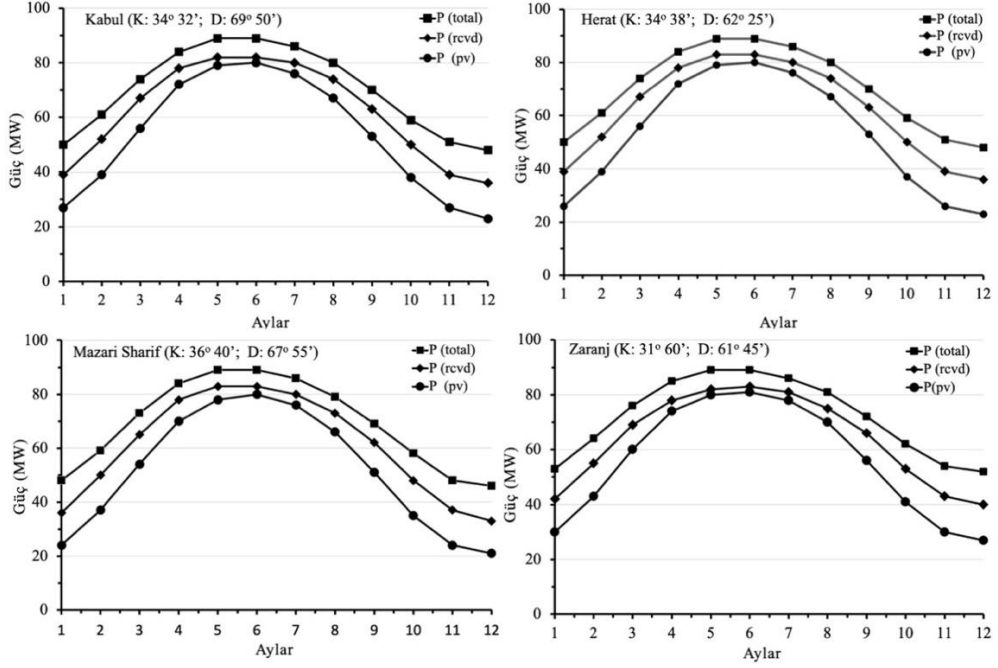 Kabul (K: 34º 32'; D: 69º 50')
P (total)
P (rcvd)
P (pv)
Güç (MW)
100
80
60
40
20
0
1 2 3 4 5 6 7 8 9 10 11 12
Aylar
Herat (K: 34º 38'; D: 62º 25')
P (total)
P (rcvd)
P (pv)
Güç (MW)
100
80
60
40
20
0
1 2 3 4 5 6 7 8 9 10 11 12
Aylar
Mazari Sharif (K: 36º 40'; D: 67º 55')
P (total)
P (rcvd)
P (pv)
Güç (MW)
100
80
60
40
20
0
1 2 3 4 5 6 7 8 9 10 11 12
Aylar
Zaranj (K: 31º 60'; D: 61º 45')
P (total)
P (rcvd)
P(pv)
Güç (MW)
100
80
60
40
20
0
1 2 3 4 5 6 7 8 9 10 11 12
Aylar